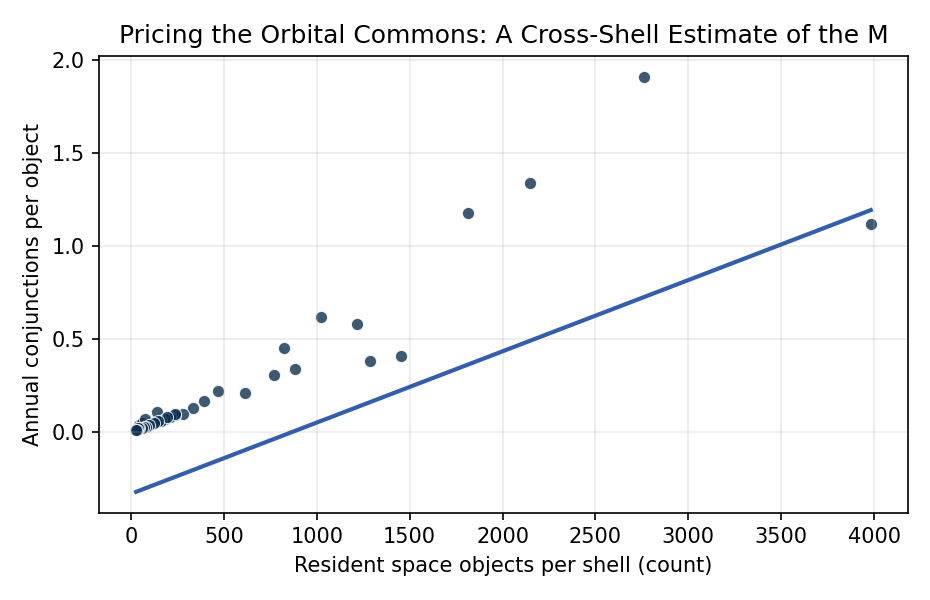 Pricing the Orbital Commons: A Cross-Shell Estimate of the M
2.0
1.5
1.0
0.5
0.0
Annual conjunctions per object
0 500 1000 1500 2000 2500 3000 3500 4000
Resident space objects per shell (count)